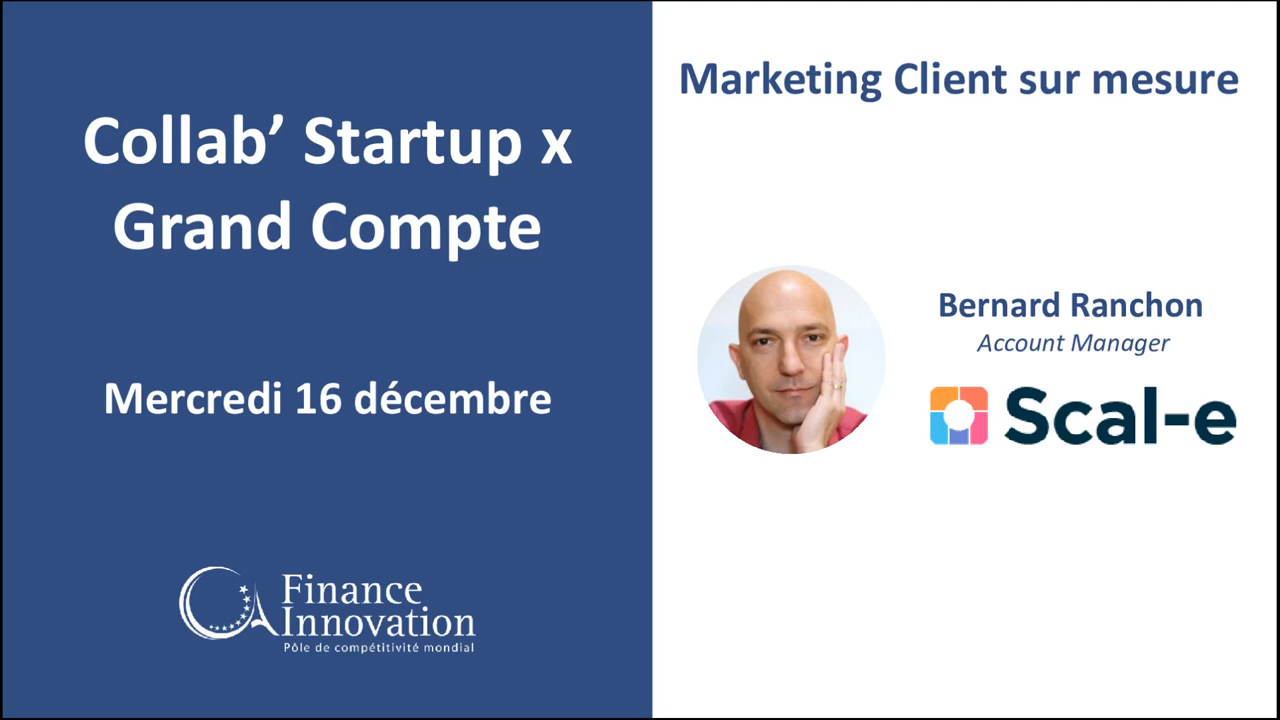 Collab’ Startup x
Grand Compte
Mercredi 16 décembre
Finance
Innovation
Pôle de compétitivité mondial
Marketing Client sur mesure
Bernard Ranchon
Account Manager
Scal-e